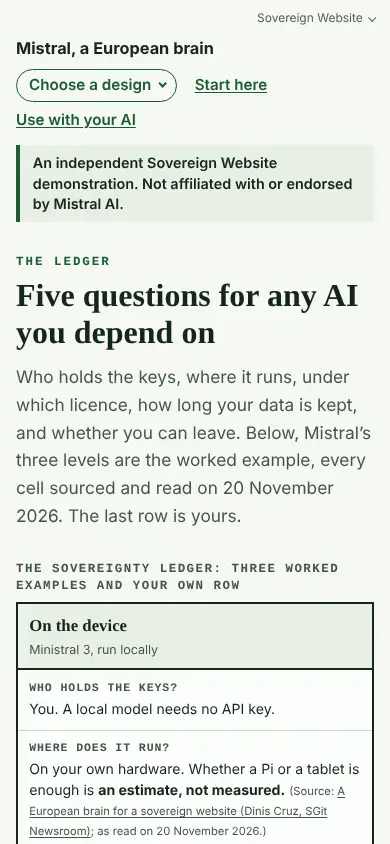 Sovereign Website
Mistral, a European brain
Choose a design
Start here
Use with your AI
An independent Sovereign Website
demonstration. Not affiliated with or endorsed
by Mistral AI.
THE LEDGER
Five questions for any AI
you depend on
Who holds the keys, where it runs, under
which licence, how long your data is kept,
and whether you can leave. Below, Mistral’s
three levels are the worked example, every
cell sourced and read on 20 November
2026. The last row is yours.
THE SOVEREIGNTY LEDGER: THREE WORKED
EXAMPLES AND YOUR OWN ROW
On the device
Ministral 3, run locally
WHO HOLDS THE KEYS?
You. A local model needs no API key.
WHERE DOES IT RUN?
On your own hardware. Whether a Pi or a tablet is
enough is an estimate, not measured. (Source: A
European brain for a sovereign website (Dinis Cruz, SGit
Newsroom); as read on 20 November 2026.)